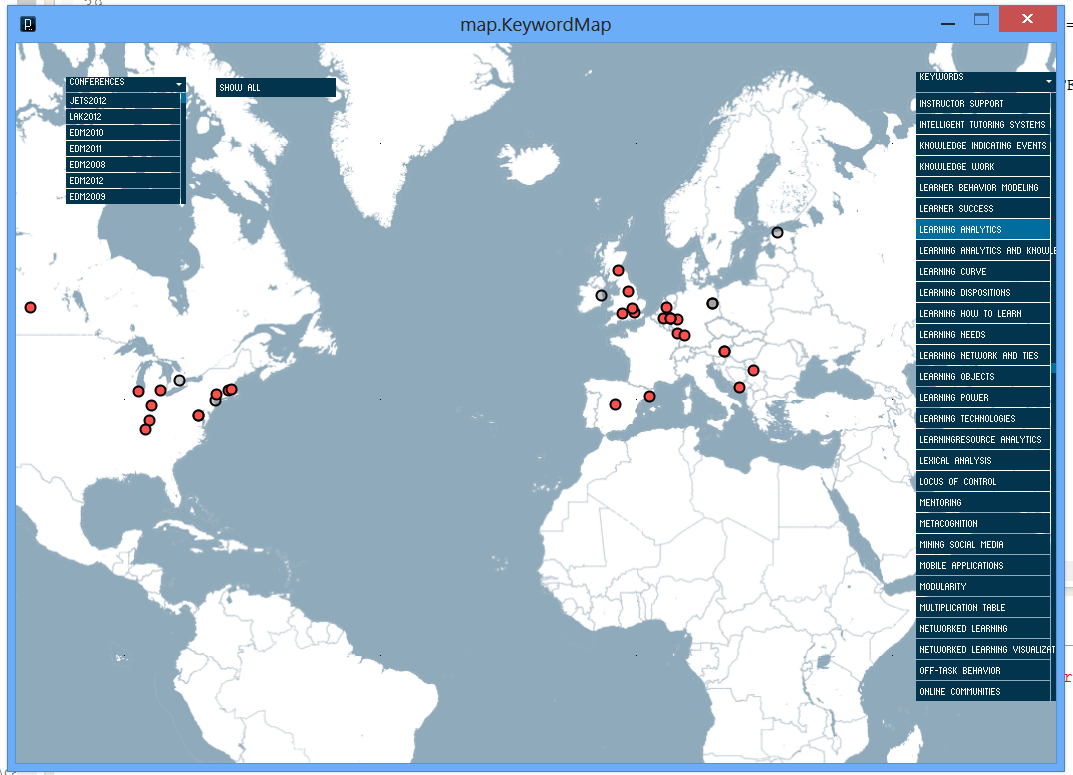 map.KeywordMap
CONFERENCES
JETS2012
LAK2012
EDM2010
EDM2011
EDM2008
EDM2012
EDM2009
SHOW ALL
KEYWORDS
INSTRUCTOR SUPPORT
INTELLIGENT TUTORING SYSTEMS
KNOWLEDGE INDICATING EVENTS
KNOWLEDGE WORK
LEARNER BEHAVIOR MODELING
LEARNER SUCCESS
LEARNING ANALYTICS
LEARNING ANALYTICS AND KNOWLE
LEARNING CURVE
LEARNING DISPOSITIONS
LEARNING HOW TO LEARN
LEARNING NEEDS
LEARNING NETWORK AND TIES
LEARNING OBJECTS
LEARNING POWER
LEARNING TECHNOLOGIES
LEARNINGRESOURCE ANALYTICS
LEXICAL ANALYSIS
LOCUS OF CONTROL
MENTORING
METACOGNITION
MINING SOCIAL MEDIA
MOBILE APPLICATIONS
MODULARITY
MULTIPLICATION TABLE
NETWORKED LEARNING
NETWORKED LEARNING VISUALIZAT
OFF-TASK BEHAVIOR
ONLINE COMMUNITIES